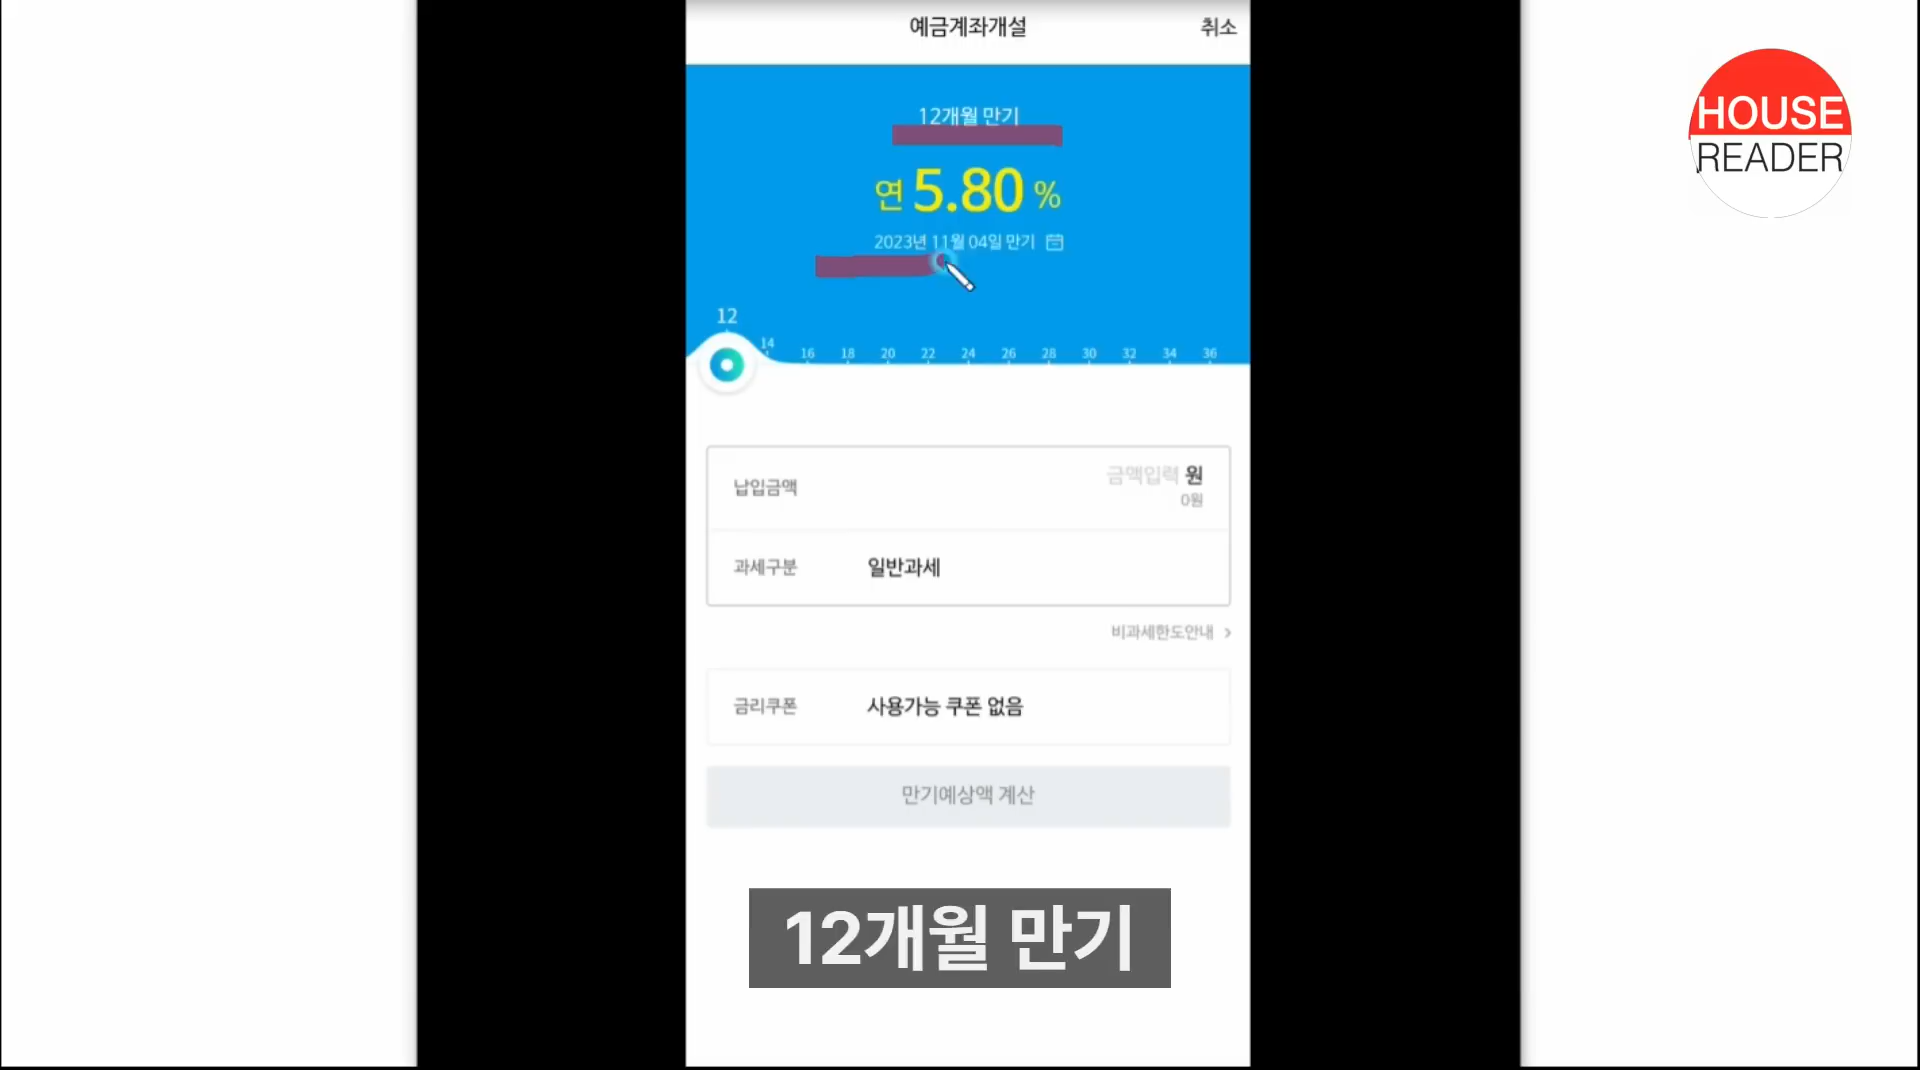 예금계좌개설 취소
HOUSE
READER
12개월 만기
연 5.80 %
2023년 11월 04일 만기
12
14 16 18 20 22 24 26 28 30 32 34 36
납입금액 금액입력 원
0원
과세구분 일반과세
비과세한도안내 >
금리쿠폰 사용가능 쿠폰 없음
만기예상액 계산
12개월 만기